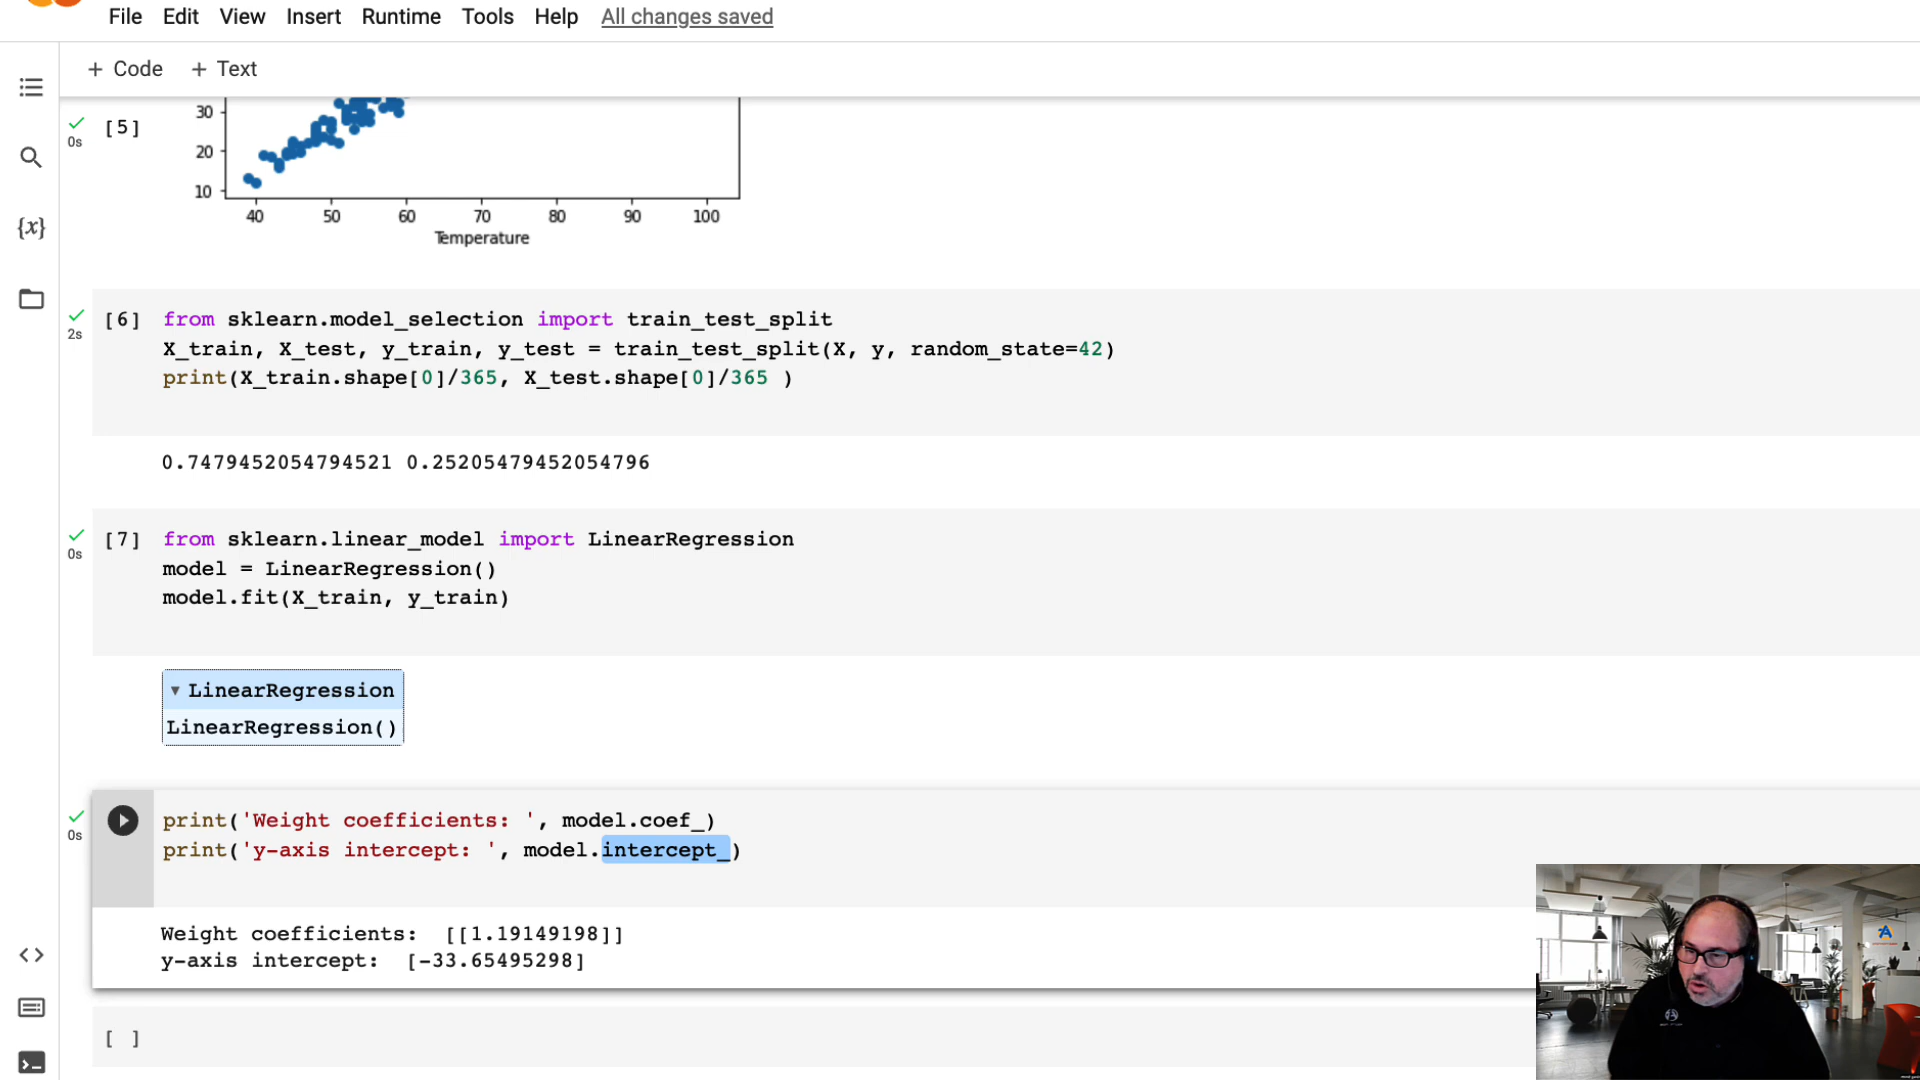 File Edit View Insert Runtime Tools Help All changes saved
+ Code + Text
[5]
0s
30
20
10
40 50 60 70 80 90 100
Temperature
{x}
2s
[6] from sklearn.model_selection import train_test_split
X_train, X_test, y_train, y_test = train_test_split(X, y, random_state=42)
print(X_train.shape[0]/365, X_test.shape[0]/365 )
0.7479452054794521 0.25205479452054796
0s
[7] from sklearn.linear_model import LinearRegression
model = LinearRegression()
model.fit(X_train, y_train)
▾ LinearRegression
LinearRegression()
0s
print('Weight coefficients: ', model.coef_)
print('y-axis intercept: ', model.intercept_)
Weight coefficients:  [[1.19149198]]
y-axis intercept:  [-33.65495298]
[ ]